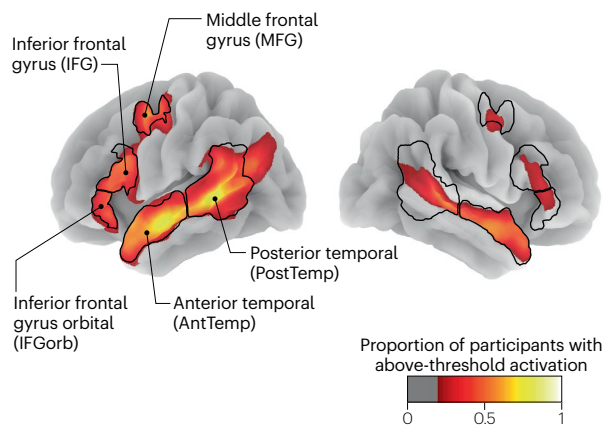 Middle frontal
gyrus (MFG)
Inferior frontal
gyrus (IFG)
Posterior temporal
(PostTemp)
Anterior temporal
(AntTemp)
Inferior frontal
gyrus orbital
(IFGorb)
Proportion of participants with
above-threshold activation
0 0.5 1